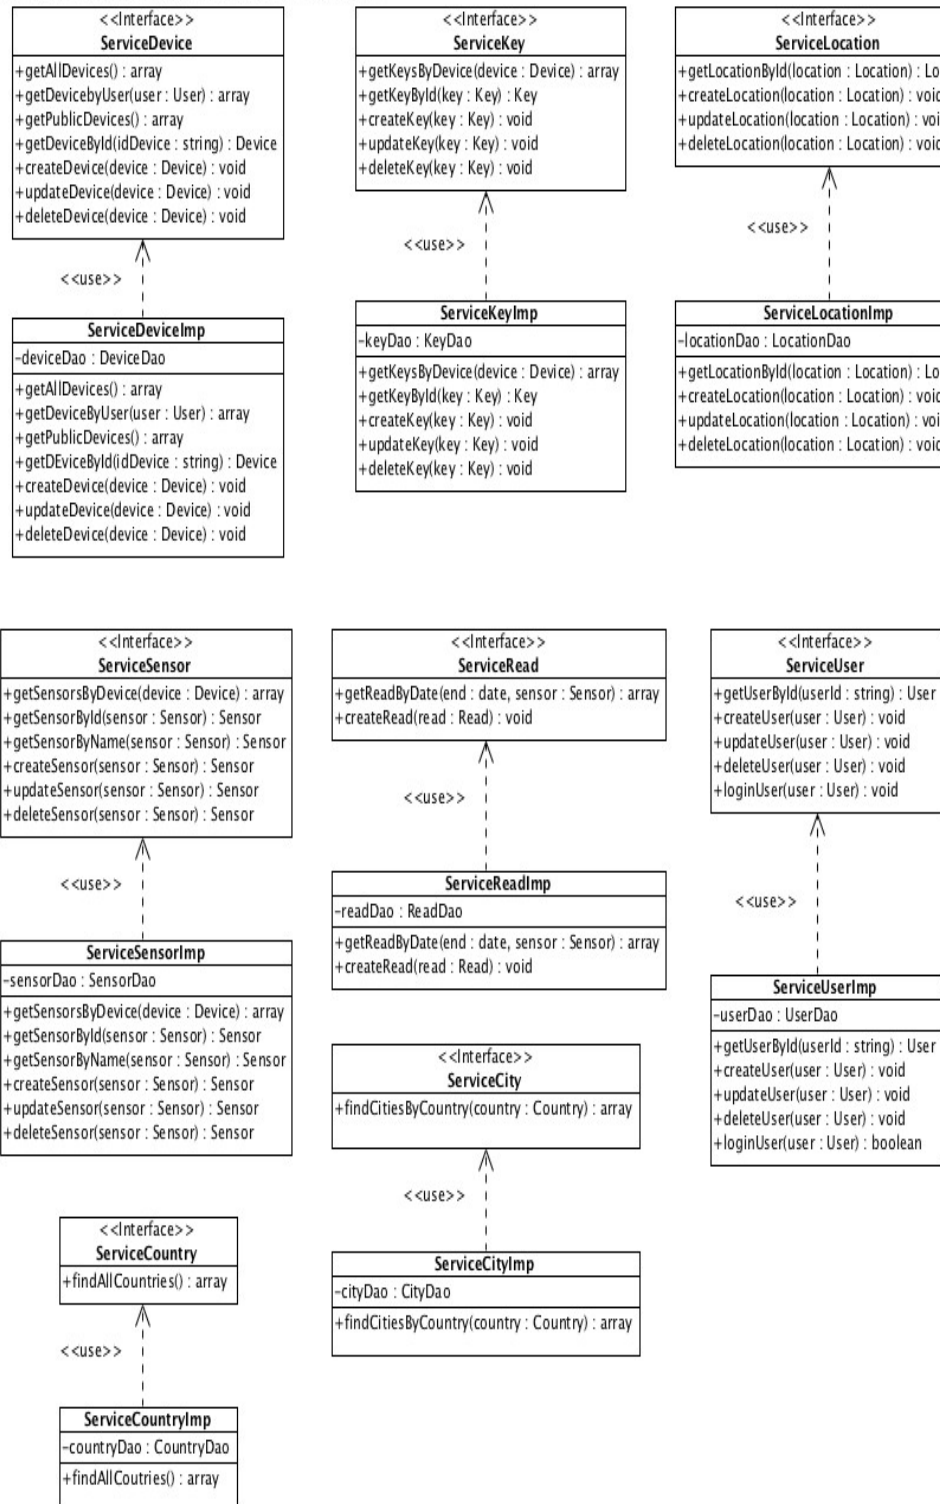 <<Interface>>
ServiceDevice
+getAllDevices() : array
+getDevicebyUser(user : User) : array
+getPublicDevices() : array
+getDeviceById(idDevice : string) : Device
+createDevice(device : Device) : void
+updateDevice(device : Device) : void
+deleteDevice(device : Device) : void
<<use>>
ServiceDeviceImp
-deviceDao : DeviceDao
+getAllDevices() : array
+getDeviceByUser(user : User) : array
+getPublicDevices() : array
+getDEviceById(idDevice : string) : Device
+createDevice(device : Device) : void
+updateDevice(device : Device) : void
+deleteDevice(device : Device) : void
<<Interface>>
ServiceKey
+getKeysByDevice(device : Device) : array
+getKeyById(key : Key) : Key
+createKey(key : Key) : void
+updateKey(key : Key) : void
+deleteKey(key : Key) : void
<<use>>
ServiceKeyImp
-keyDao : KeyDao
+getKeysByDevice(device : Device) : array
+getKeyById(key : Key) : Key
+createKey(key : Key) : void
+updateKey(key : Key) : void
+deleteKey(key : Key) : void
<<Interface>>
ServiceLocation
+getLocationById(location : Location) : Lo
+createLocation(location : Location) : void
+updateLocation(location : Location) : voi
+deleteLocation(location : Location) : void
<<use>>
ServiceLocationImp
-locationDao : LocationDao
+getLocationById(location : Location) : Lo
+createLocation(location : Location) : void
+updateLocation(location : Location) : voi
+deleteLocation(location : Location) : void
<<Interface>>
ServiceSensor
+getSensorsByDevice(device : Device) : array
+getSensorById(sensor : Sensor) : Sensor
+getSensorByName(sensor : Sensor) : Sensor
+createSensor(sensor : Sensor) : Sensor
+updateSensor(sensor : Sensor) : Sensor
+deleteSensor(sensor : Sensor) : Sensor
<<use>>
ServiceSensorImp
-sensorDao : SensorDao
+getSensorsByDevice(device : Device) : array
+getSensorById(sensor : Sensor) : Sensor
+getSensorByName(sensor : Sensor) : Sensor
+createSensor(sensor : Sensor) : Sensor
+updateSensor(sensor : Sensor) : Sensor
+deleteSensor(sensor : Sensor) : Sensor
<<Interface>>
ServiceRead
+getReadByDate(end : date, sensor : Sensor) : array
+createRead(read : Read) : void
<<use>>
ServiceReadImp
-readDao : ReadDao
+getReadByDate(end : date, sensor : Sensor) : array
+createRead(read : Read) : void
<<Interface>>
ServiceUser
+getUserById(userId : string) : User
+createUser(user : User) : void
+updateUser(user : User) : void
+deleteUser(user : User) : void
+loginUser(user : User) : void
<<use>>
ServiceUserImp
-userDao : UserDao
+getUserById(userId : string) : User
+createUser(user : User) : void
+updateUser(user : User) : void
+deleteUser(user : User) : void
+loginUser(user : User) : boolean
<<Interface>>
ServiceCity
+findCitiesByCountry(country : Country) : array
<<use>>
ServiceCityImp
-cityDao : CityDao
+findCitiesByCountry(country : Country) : array
<<Interface>>
ServiceCountry
+findAllCountries() : array
<<use>>
ServiceCountryImp
-countryDao : CountryDao
+findAllCoutries() : array